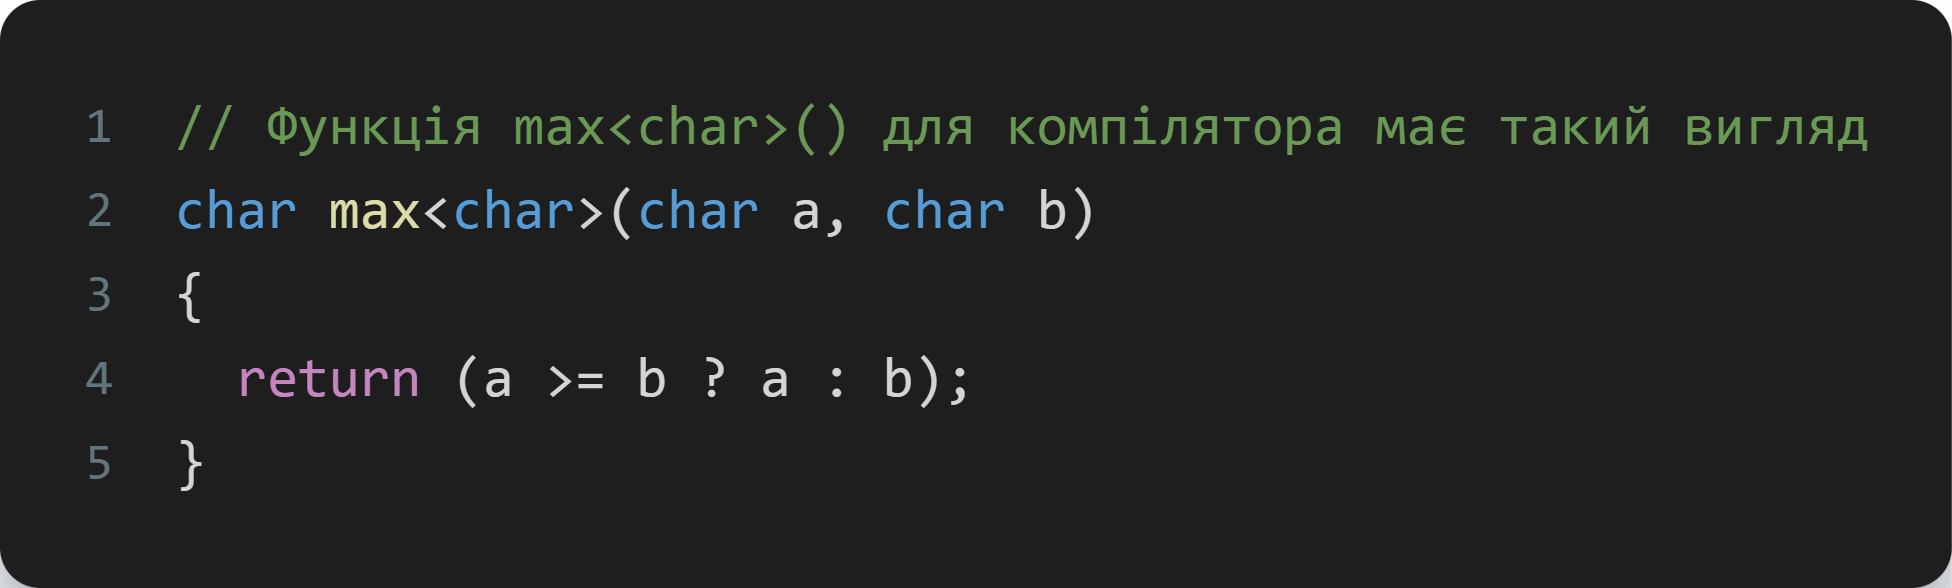 1 // Функція max<char>() для компілятора має такий вигляд
2 char max<char>(char a, char b)
3 {
4   return (a >= b ? a : b);
5 }